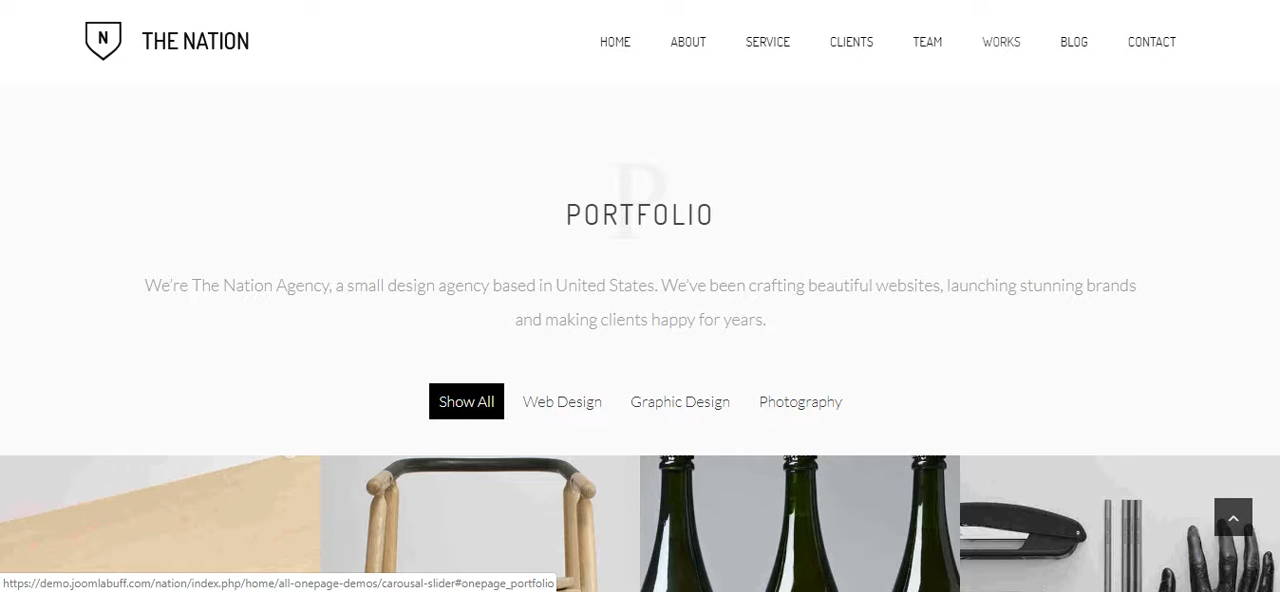 N
THE NATION
HOME ABOUT SERVICE CLIENTS TEAM WORKS BLOG CONTACT
P
PORTFOLIO
We're The Nation Agency, a small design agency based in United States. We've been crafting beautiful websites, launching stunning brands
and making clients happy for years.
Show All Web Design Graphic Design Photography
https://demo.joomlabuff.com/nation/index.php/home/all-onepage-demos/carousal-slider#onepage_portfolio